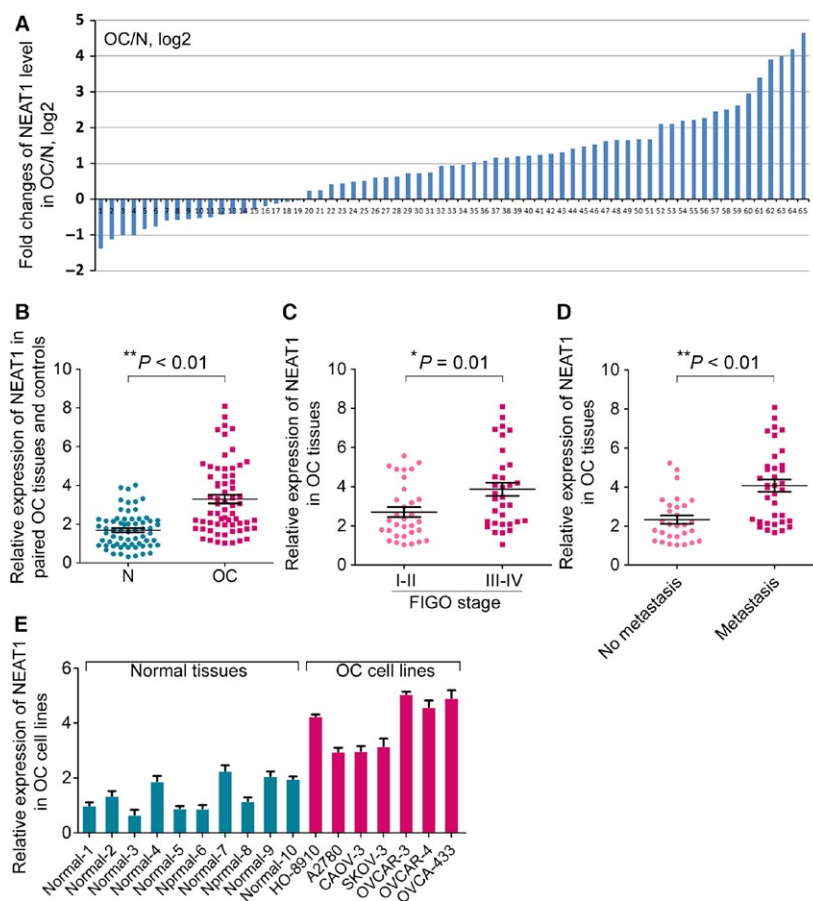 A
OC/N, log2
Fold changes of NEAT1 level
in OC/N, log2
5
4
3
2
1
0
−1
−2
1 2 3 4 5 6 7 8 9 10 11 12 13 14 15 16 17 18 19 20 21 22 23 24 25 26 27 28 29 30 31 32 33 34 35 36 37 38 39 40 41 42 43 44 45 46 47 48 49 50 51 52 53 54 55 56 57 58 59 60 61 62 63 64 65
B
**P < 0.01
Relative expression of NEAT1 in
paired OC tissues and controls
10
8
6
4
2
0
N OC
C
*P = 0.01
Relative expression of NEAT1
in OC tissues
10
8
6
4
2
0
I-II III-IV
FIGO stage
D
**P < 0.01
Relative expression of NEAT1
in OC tissues
10
8
6
4
2
0
No metastasis Metastasis
E
Normal tissues OC cell lines
Relative expression of NEAT1
in OC cell lines
6
4
2
0
Normal-1 Normal-2 Normal-3 Normal-4 Normal-5 Nprmal-6 Normal-7 Nprmal-8 Normal-9 Normal-10 HO-8910 A2780 CAOV-3 SKOV-3 OVCAR-3 OVCAR-4 OVCA-433